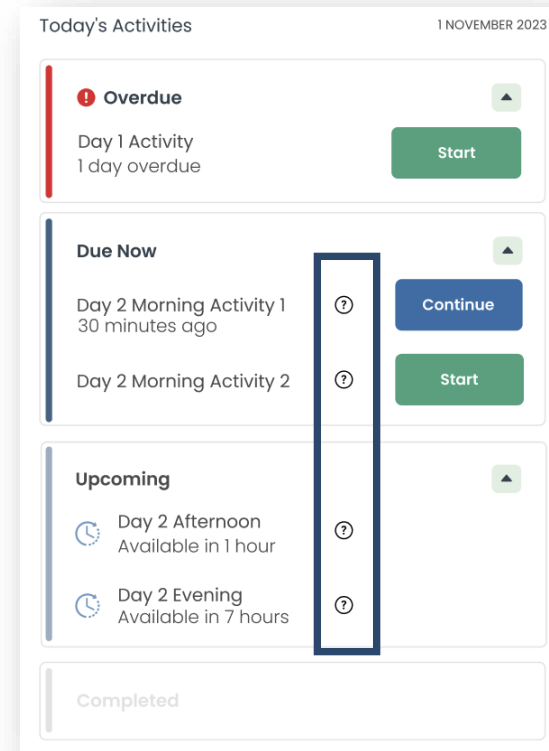 Today's Activities
1 NOVEMBER 2023
Overdue
Day 1 Activity
Start
1 day overdue
Due Now
Day 2 Morning Activity 1
Continue
30 minutes ago
Day 2 Morning Activity 2
Start
Upcoming
Day 2 Afternoon
Available in 1 hour
Day 2 Evening
Available in 7 hours
Completed